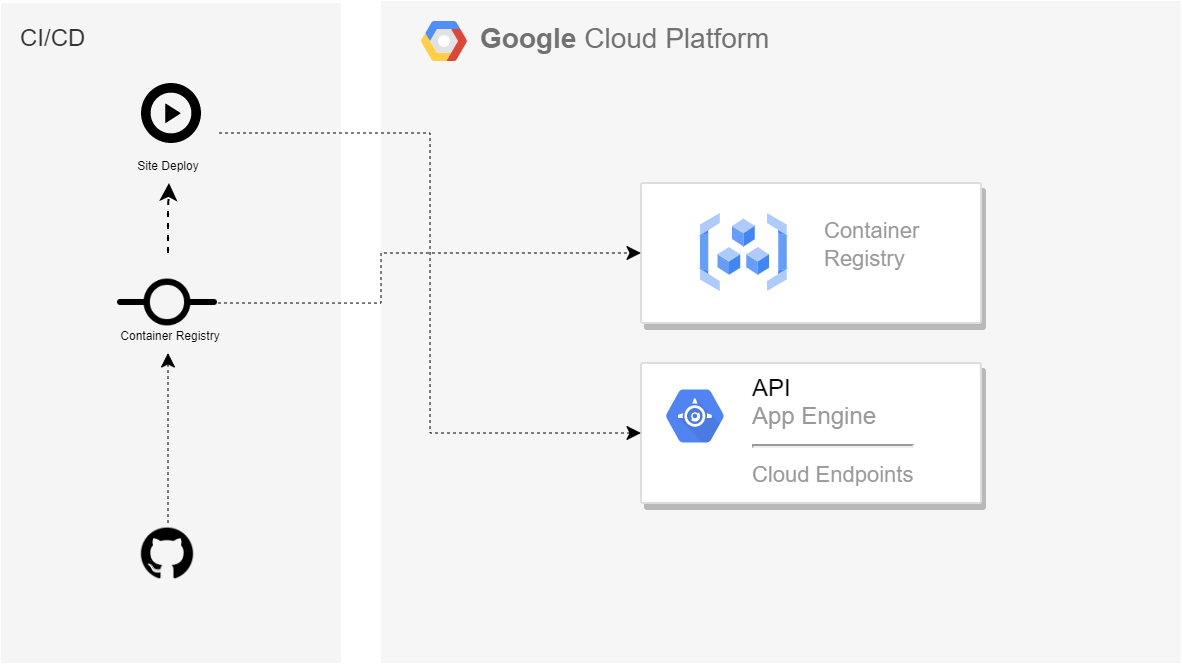 CI/CD
Google Cloud Platform
Site Deploy
Container Registry
Container
Registry
API
App Engine
Cloud Endpoints